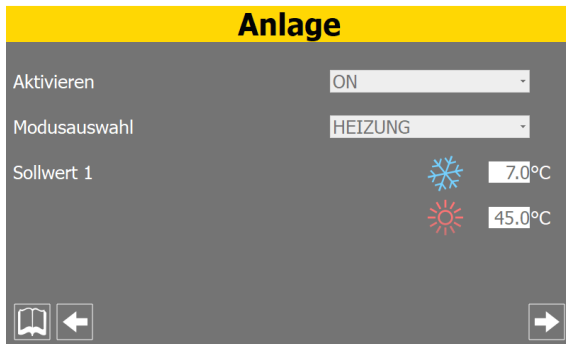 Anlage
Aktivieren ON
Modusauswahl HEIZUNG
Sollwert 1 7.0°C
45.0°C